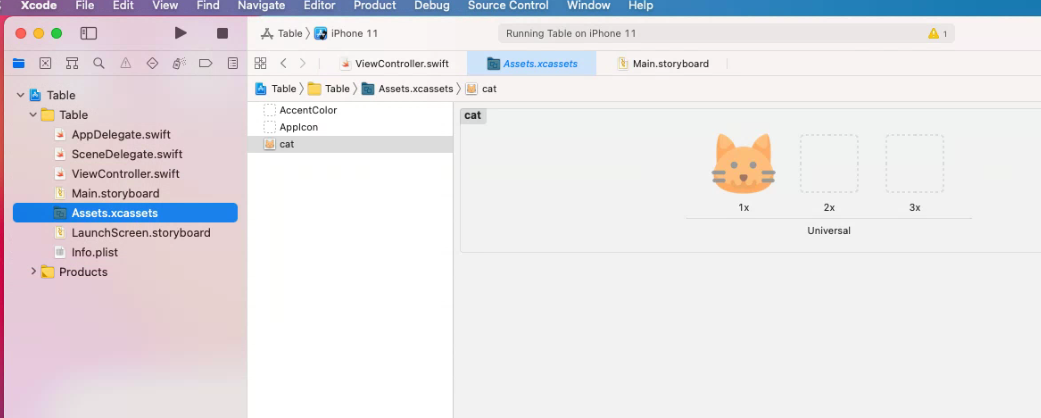 Xcode File Edit View Find Navigate Editor Product Debug Source Control Window Help
Table iPhone 11
Running Table on iPhone 11
1
ViewController.swift
Assets.xcassets
Main.storyboard
Table Table Assets.xcassets cat
Table
Table
AppDelegate.swift
SceneDelegate.swift
ViewController.swift
Main.storyboard
Assets.xcassets
LaunchScreen.storyboard
Info.plist
Products
AccentColor
AppIcon
cat
cat
1x 2x 3x
Universal